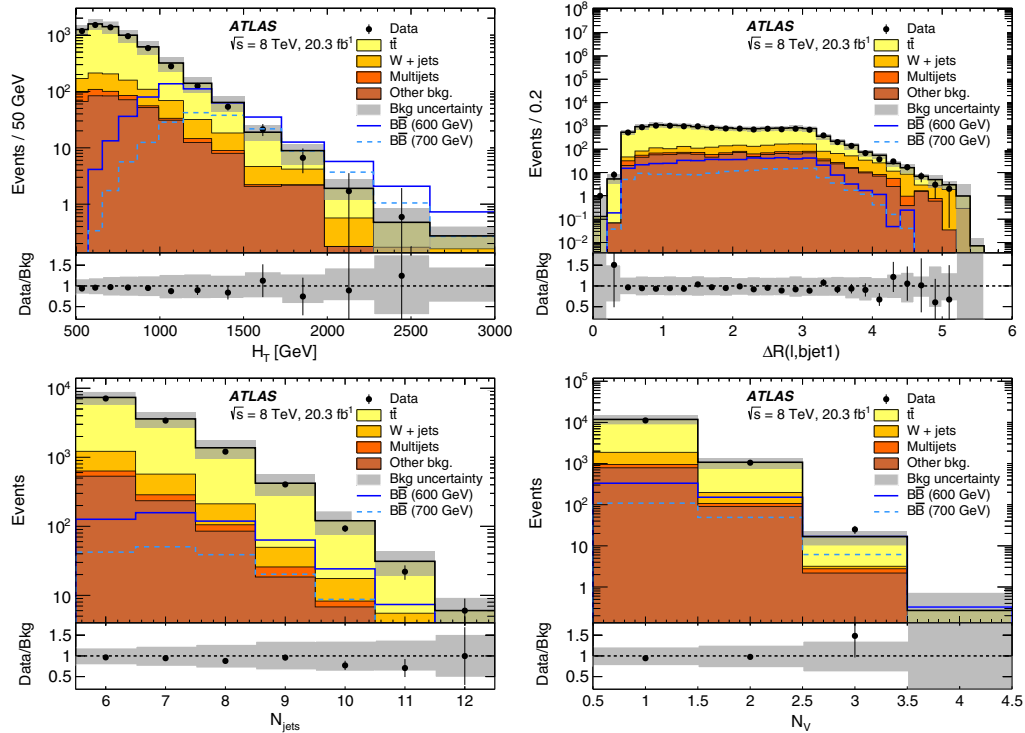 ATLAS
√s = 8 TeV, 20.3 fb⁻¹
Data
tt̄
W + jets
Multijets
Other bkg.
Bkg uncertainty
BB̄ (600 GeV)
BB̄ (700 GeV)
Events / 50 GeV
10³
10²
10
1
Data/Bkg
1.5
1
0.5
500 1000 1500 2000 2500 3000
H_T [GeV]
ATLAS
√s = 8 TeV, 20.3 fb⁻¹
Data
tt̄
W + jets
Multijets
Other bkg.
Bkg uncertainty
BB̄ (600 GeV)
BB̄ (700 GeV)
Events / 0.2
10⁸
10⁷
10⁶
10⁵
10⁴
10³
10²
10
1
10⁻¹
10⁻²
Data/Bkg
1.5
1
0.5
0 1 2 3 4 5 6
ΔR(l,bjet1)
ATLAS
√s = 8 TeV, 20.3 fb⁻¹
Data
tt̄
W + jets
Multijets
Other bkg.
Bkg uncertainty
BB̄ (600 GeV)
BB̄ (700 GeV)
Events
10⁴
10³
10²
10
Data/Bkg
1.5
1
0.5
6 7 8 9 10 11 12
N_jets
ATLAS
√s = 8 TeV, 20.3 fb⁻¹
Data
tt̄
W + jets
Multijets
Other bkg.
Bkg uncertainty
BB̄ (600 GeV)
BB̄ (700 GeV)
Events
10⁵
10⁴
10³
10²
10
1
Data/Bkg
1.5
1
0.5
0.5 1 1.5 2 2.5 3 3.5 4 4.5
N_V